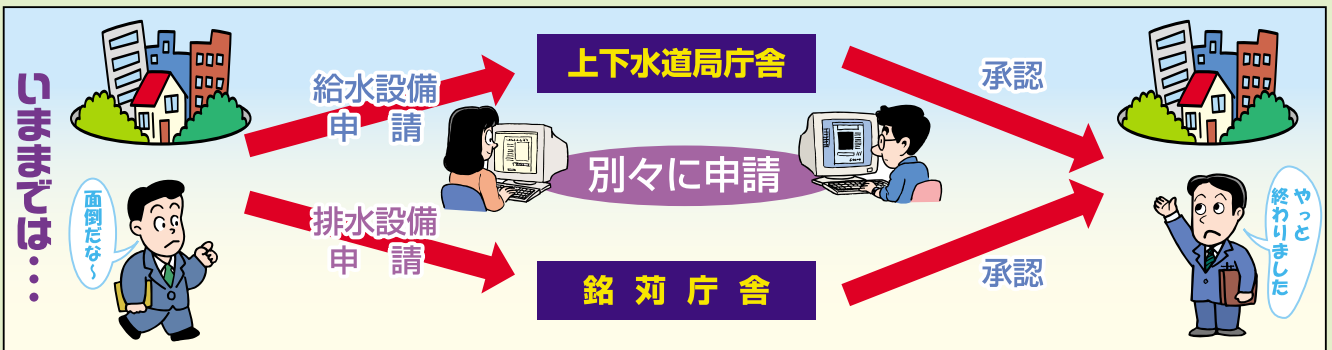 いままでは・・・
給水設備
申　請
上下水道局庁舎
承認
別々に申請
面倒だな～
排水設備
申　請
銘苅庁舎
承認
やっと
終わりました